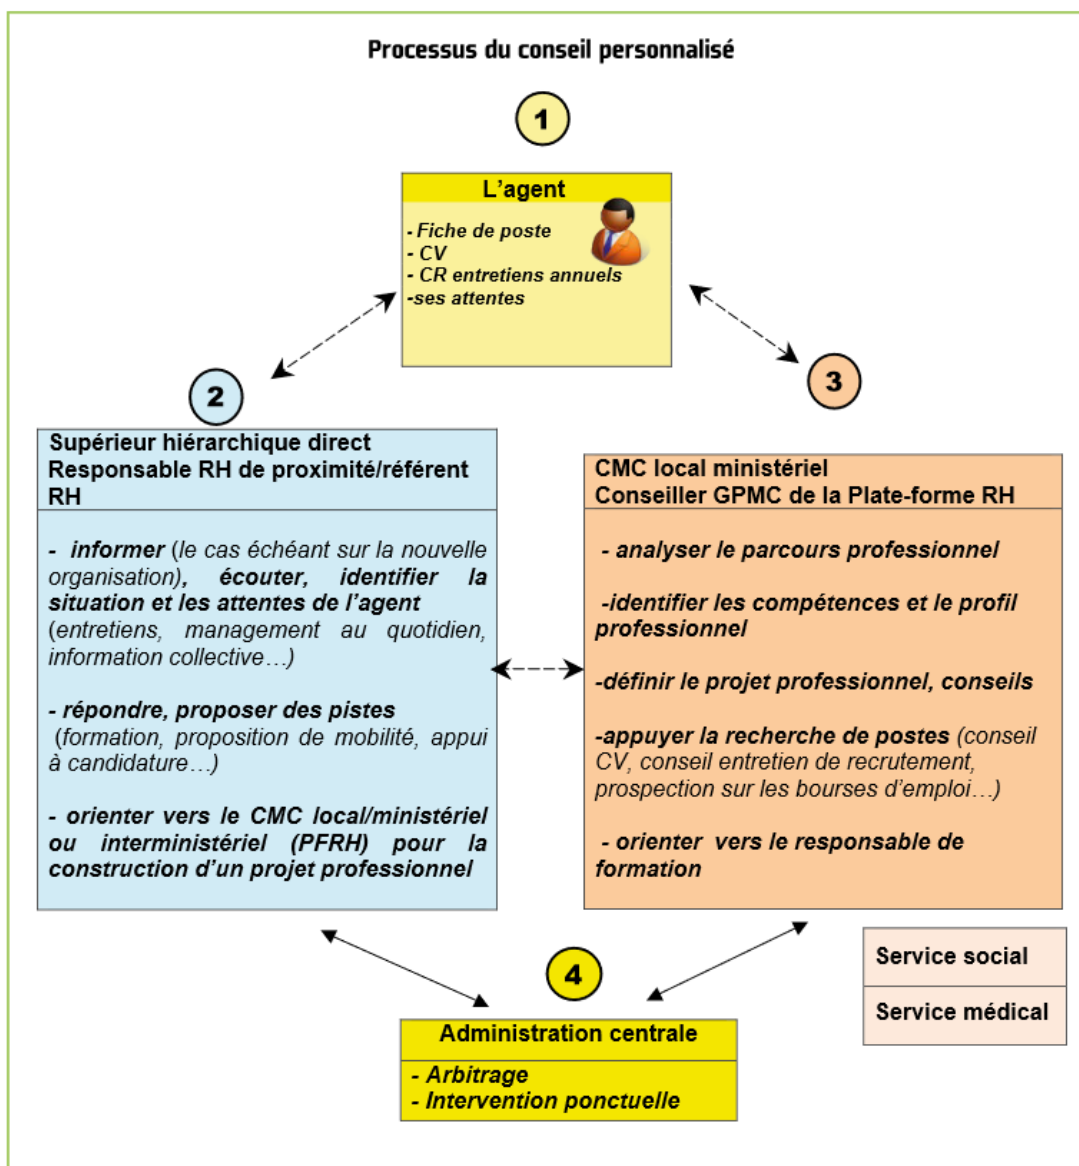 Processus du conseil personnalisé
1
L'agent
- Fiche de poste
- CV
- CR entretiens annuels
-ses attentes
2
Supérieur hiérarchique direct
Responsable RH de proximité/référent
RH
- informer (le cas échéant sur la nouvelle
organisation), écouter, identifier la
situation et les attentes de l'agent
(entretiens, management au quotidien,
information collective…)
- répondre, proposer des pistes
(formation, proposition de mobilité, appui
à candidature…)
- orienter vers le CMC local/ministériel
ou interministériel (PFRH) pour la
construction d'un projet professionnel
3
CMC local ministériel
Conseiller GPMC de la Plate-forme RH
- analyser le parcours professionnel
-identifier les compétences et le profil
professionnel
-définir le projet professionnel, conseils
-appuyer la recherche de postes (conseil
CV, conseil entretien de recrutement,
prospection sur les bourses d'emploi…)
- orienter vers le responsable de
formation
Service social
Service médical
4
Administration centrale
- Arbitrage
- Intervention ponctuelle